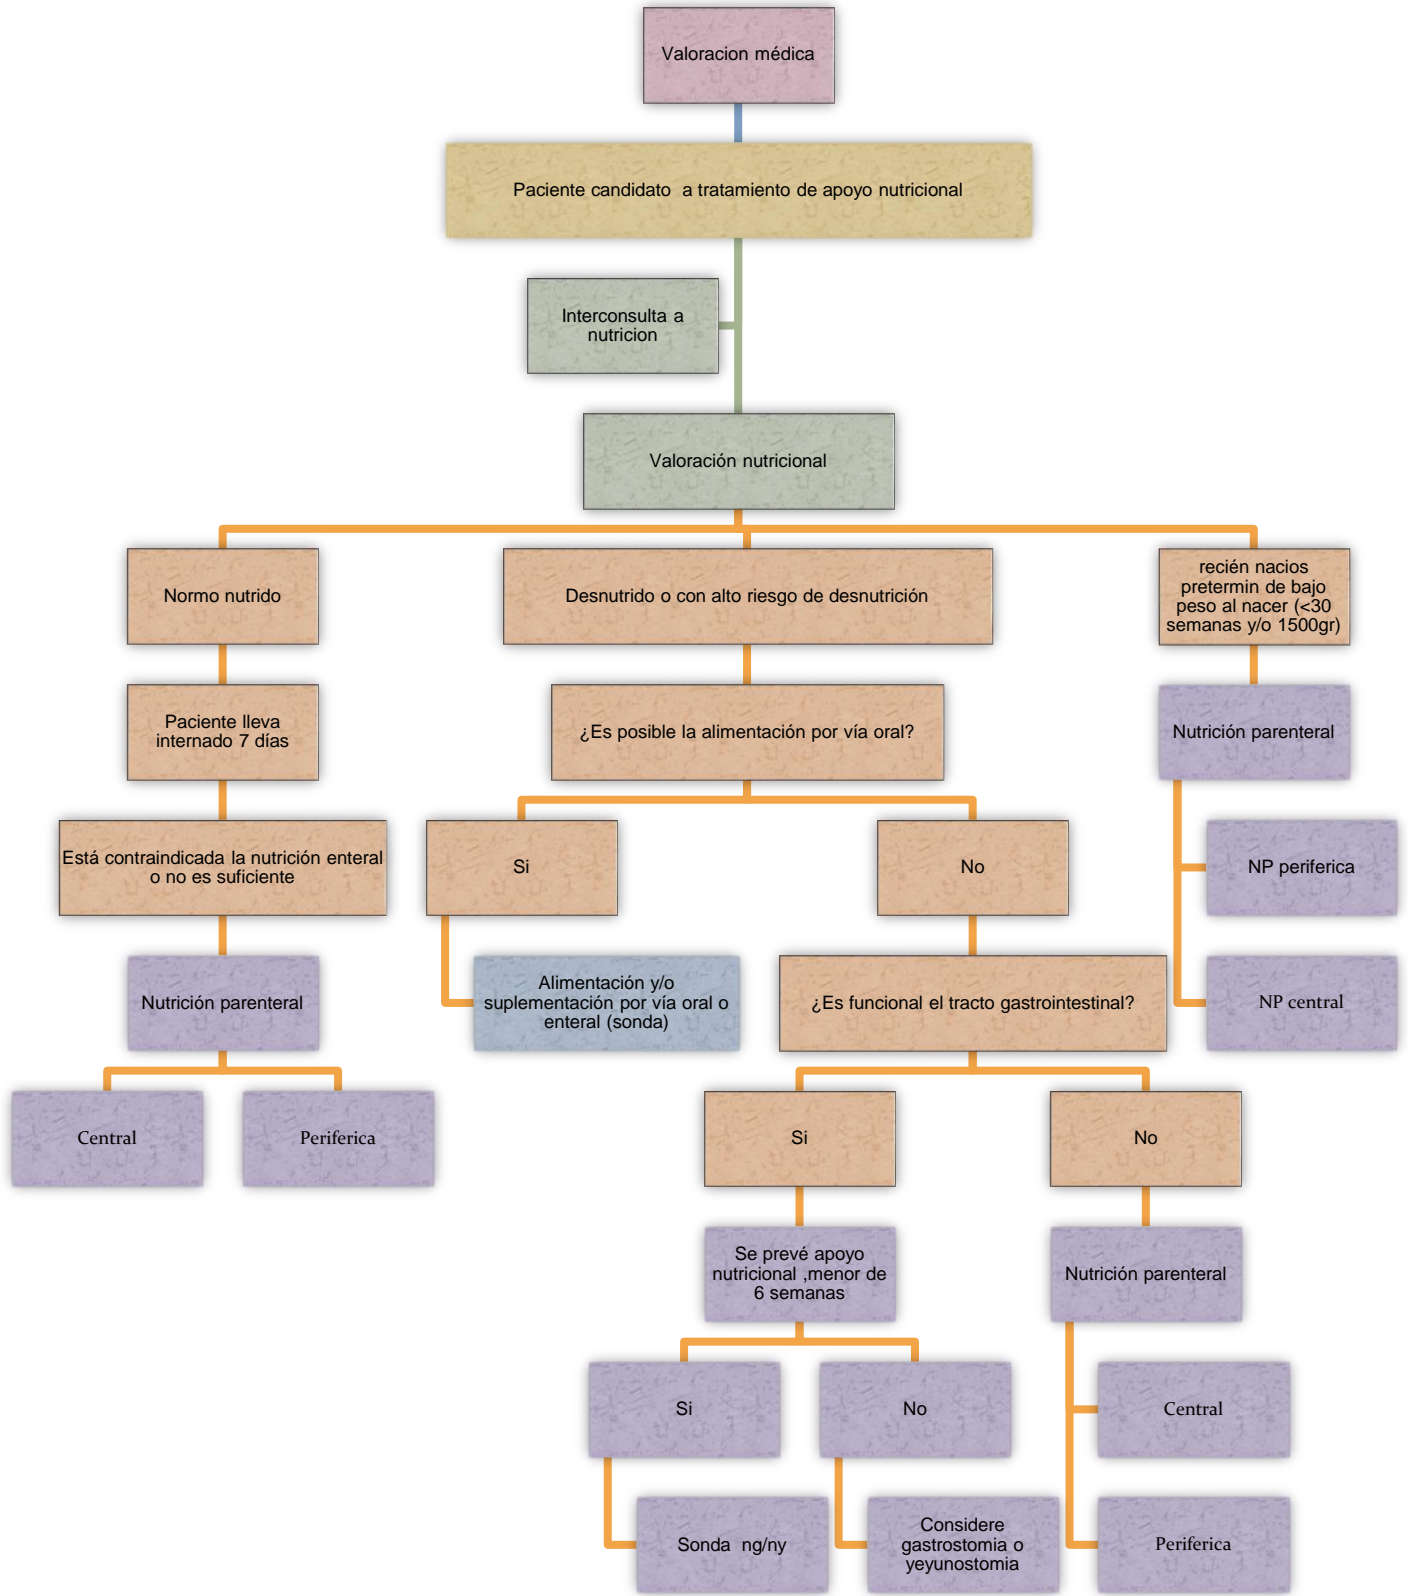 Valoracion médica
Paciente candidato a tratamiento de apoyo nutricional
Interconsulta a
nutricion
Valoración nutricional
Normo nutrido
Desnutrido o con alto riesgo de desnutrición
recién nacios
pretermin de bajo
peso al nacer (<30
semanas y/o 1500gr)
Paciente lleva
internado 7 días
¿Es posible la alimentación por vía oral?
Nutrición parenteral
Está contraindicada la nutrición enteral
o no es suficiente
Si
No
NP periferica
Nutrición parenteral
Alimentación y/o
suplementación por vía oral o
enteral (sonda)
¿Es funcional el tracto gastrointestinal?
NP central
Central
Periferica
Si
No
Se prevé apoyo
nutricional ,menor de
6 semanas
Nutrición parenteral
Si
No
Central
Sonda ng/ny
Considere
gastrostomia o
yeyunostomia
Periferica